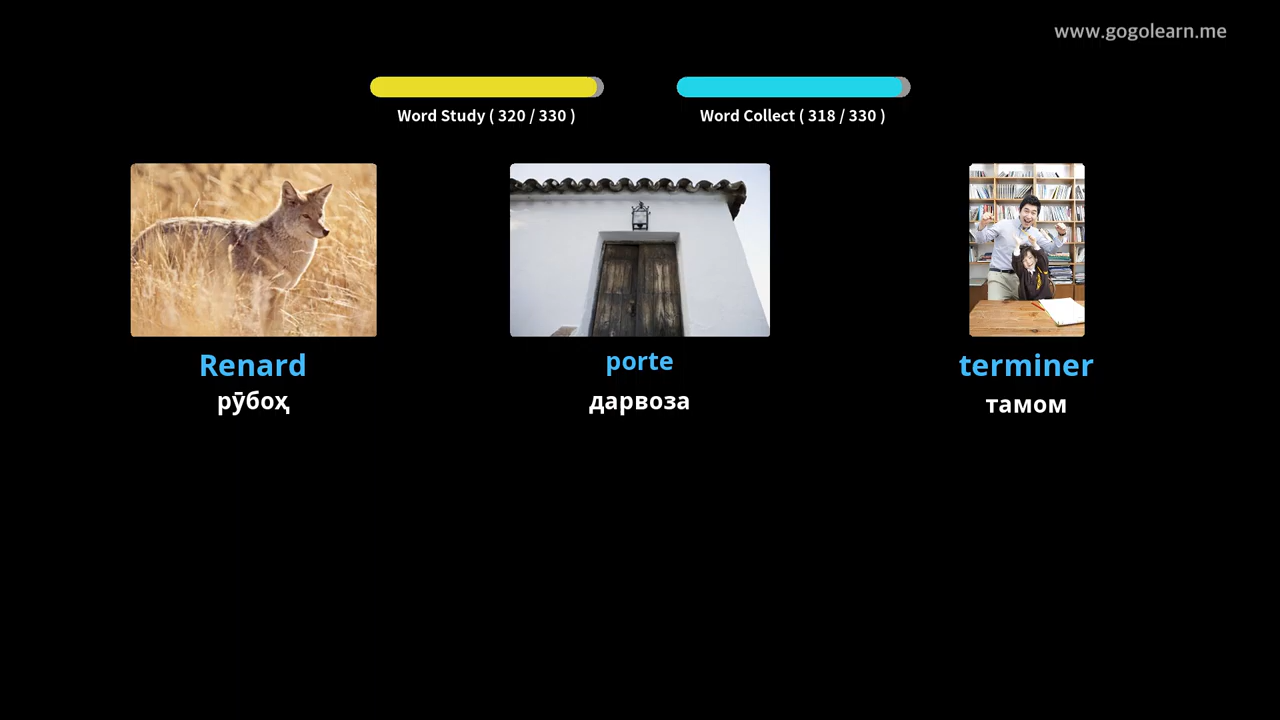 www.gogolearn.me
Word Study ( 320 / 330 )
Word Collect ( 318 / 330 )
Renard
porte
terminer
рӯбоҳ
дарвоза
тамом